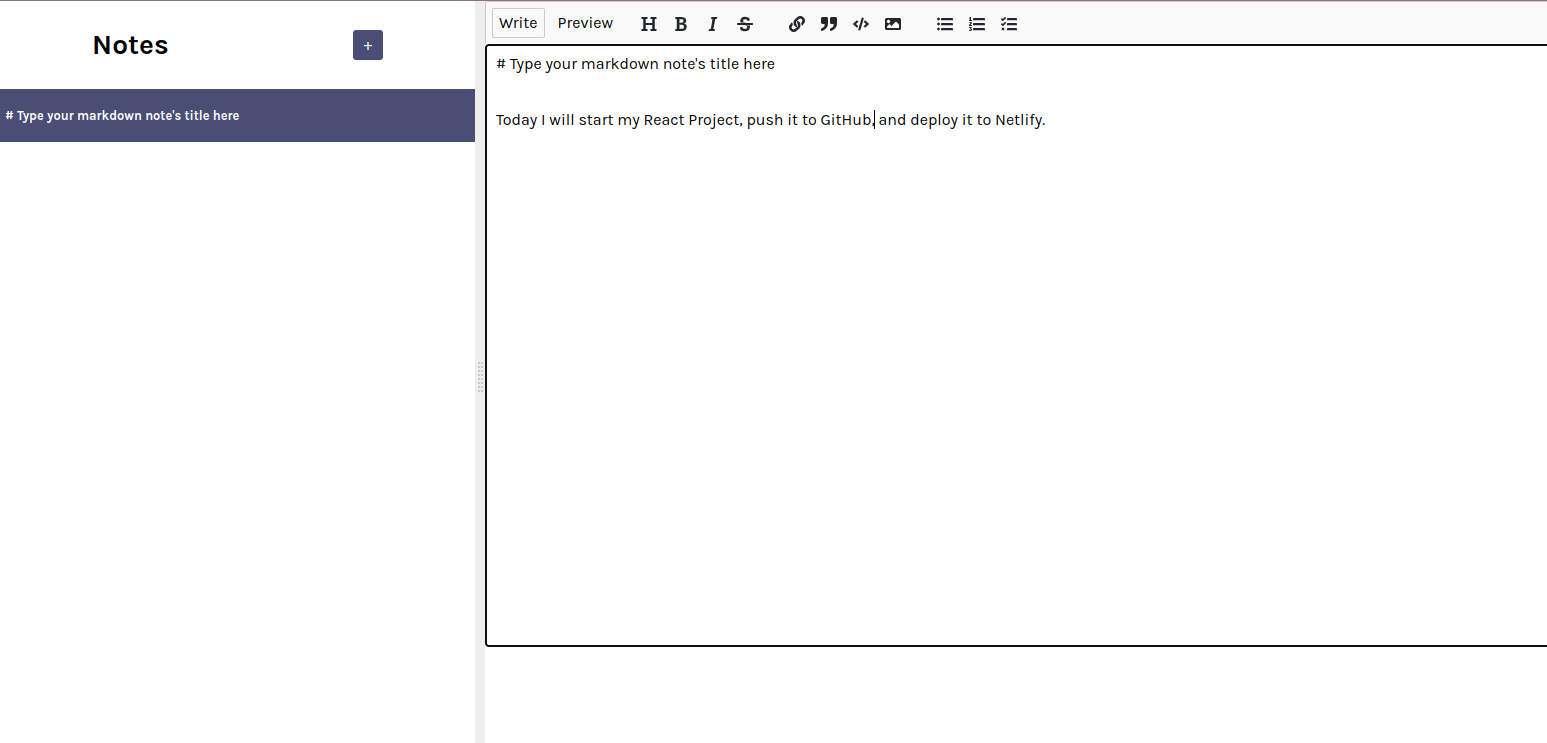 Notes
+
# Type your markdown note's title here
Write Preview H B I S
# Type your markdown note's title here
Today I will start my React Project, push it to GitHub, and deploy it to Netlify.